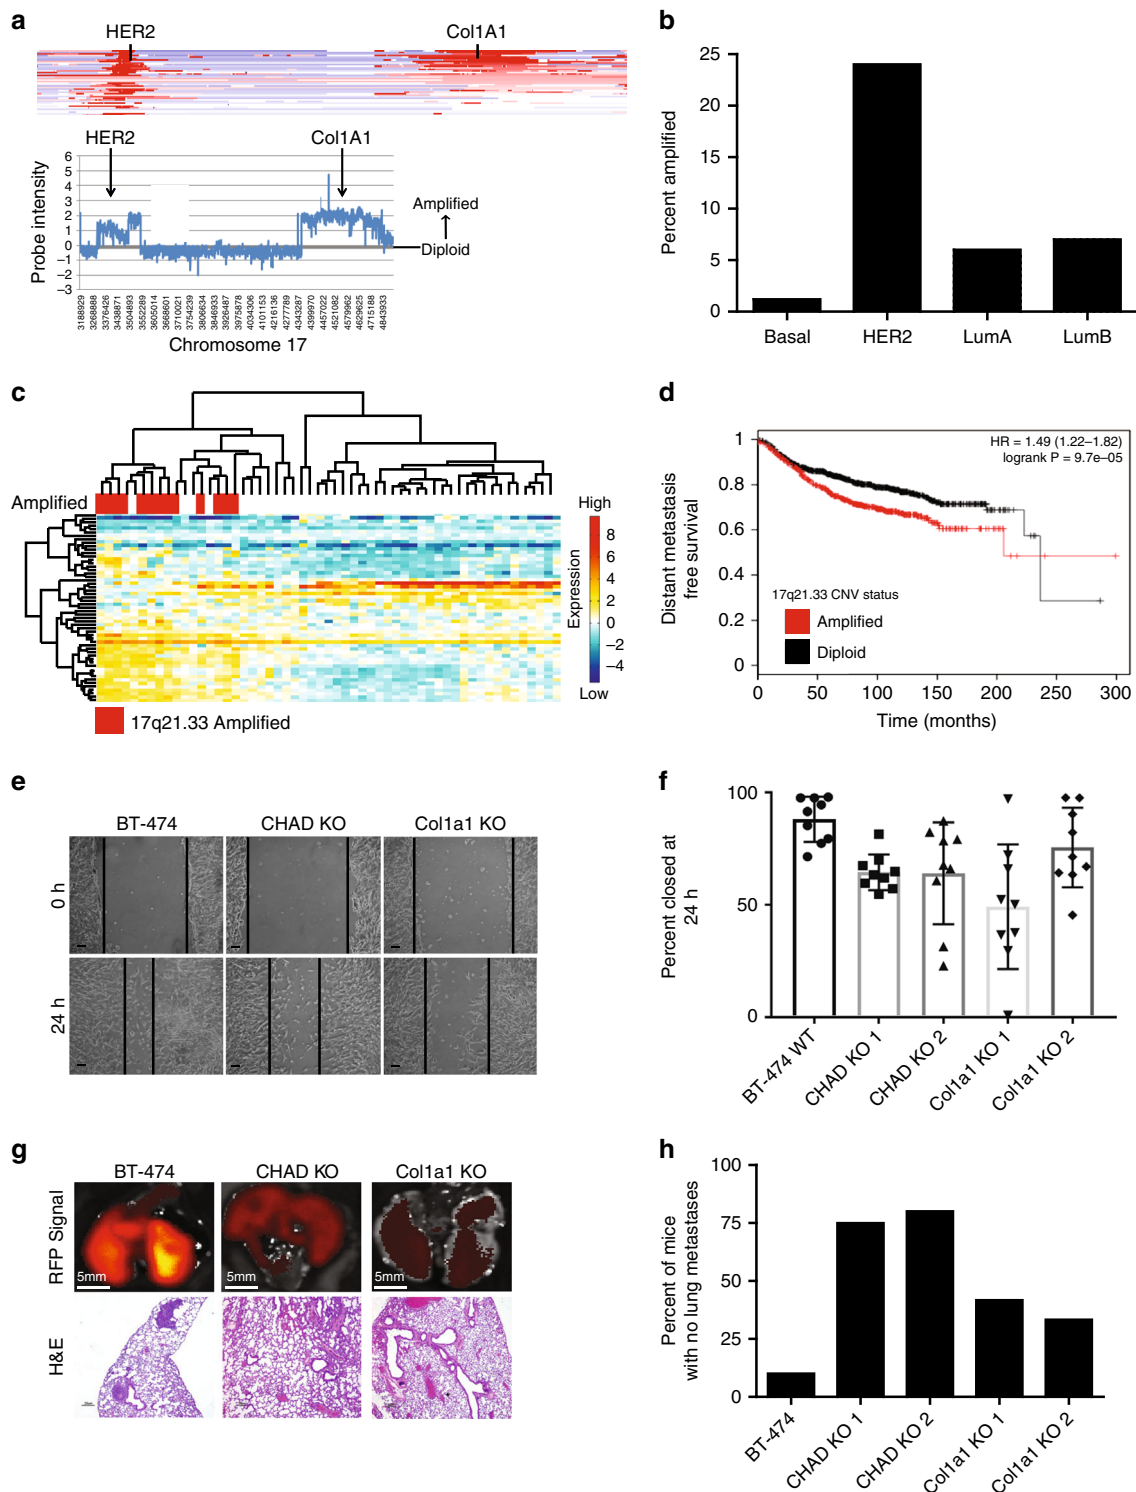 a
HER2
Col1A1
HER2
Col1A1
Probe intensity
6
5
4
3
2
1
0
−1
−2
−3
Amplified
Diploid
3188929
3268888
3376426
3438871
3504893
3552289
3605014
3668601
3710021
3754239
3806634
3846933
3926487
3975878
4034306
4101153
4216136
4277789
4343287
4399970
4457022
4521082
4579962
4629625
4715188
4843933
Chromosome 17
b
Percent amplified
25
20
15
10
5
0
Basal
HER2
LumA
LumB
c
Amplified
High
8
6
4
2
0
−2
−4
Low
Expression
17q21.33 Amplified
d
Distant metastasis
free survival
1
0.8
0.6
0.4
0.2
0
HR = 1.49 (1.22–1.82)
logrank P = 9.7e–05
17q21.33 CNV status
Amplified
Diploid
0
50
100
150
200
250
300
Time (months)
e
BT-474
CHAD KO
Col1a1 KO
0 h
24 h
f
Percent closed at
24 h
100
50
0
BT-474 WT
CHAD KO 1
CHAD KO 2
Col1a1 KO 1
Col1a1 KO 2
g
BT-474
CHAD KO
Col1a1 KO
RFP Signal
5mm
5mm
5mm
H&E
h
Percent of mice
with no lung metastases
100
75
50
25
0
BT-474
CHAD KO 1
CHAD KO 2
Col1a1 KO 1
Col1a1 KO 2